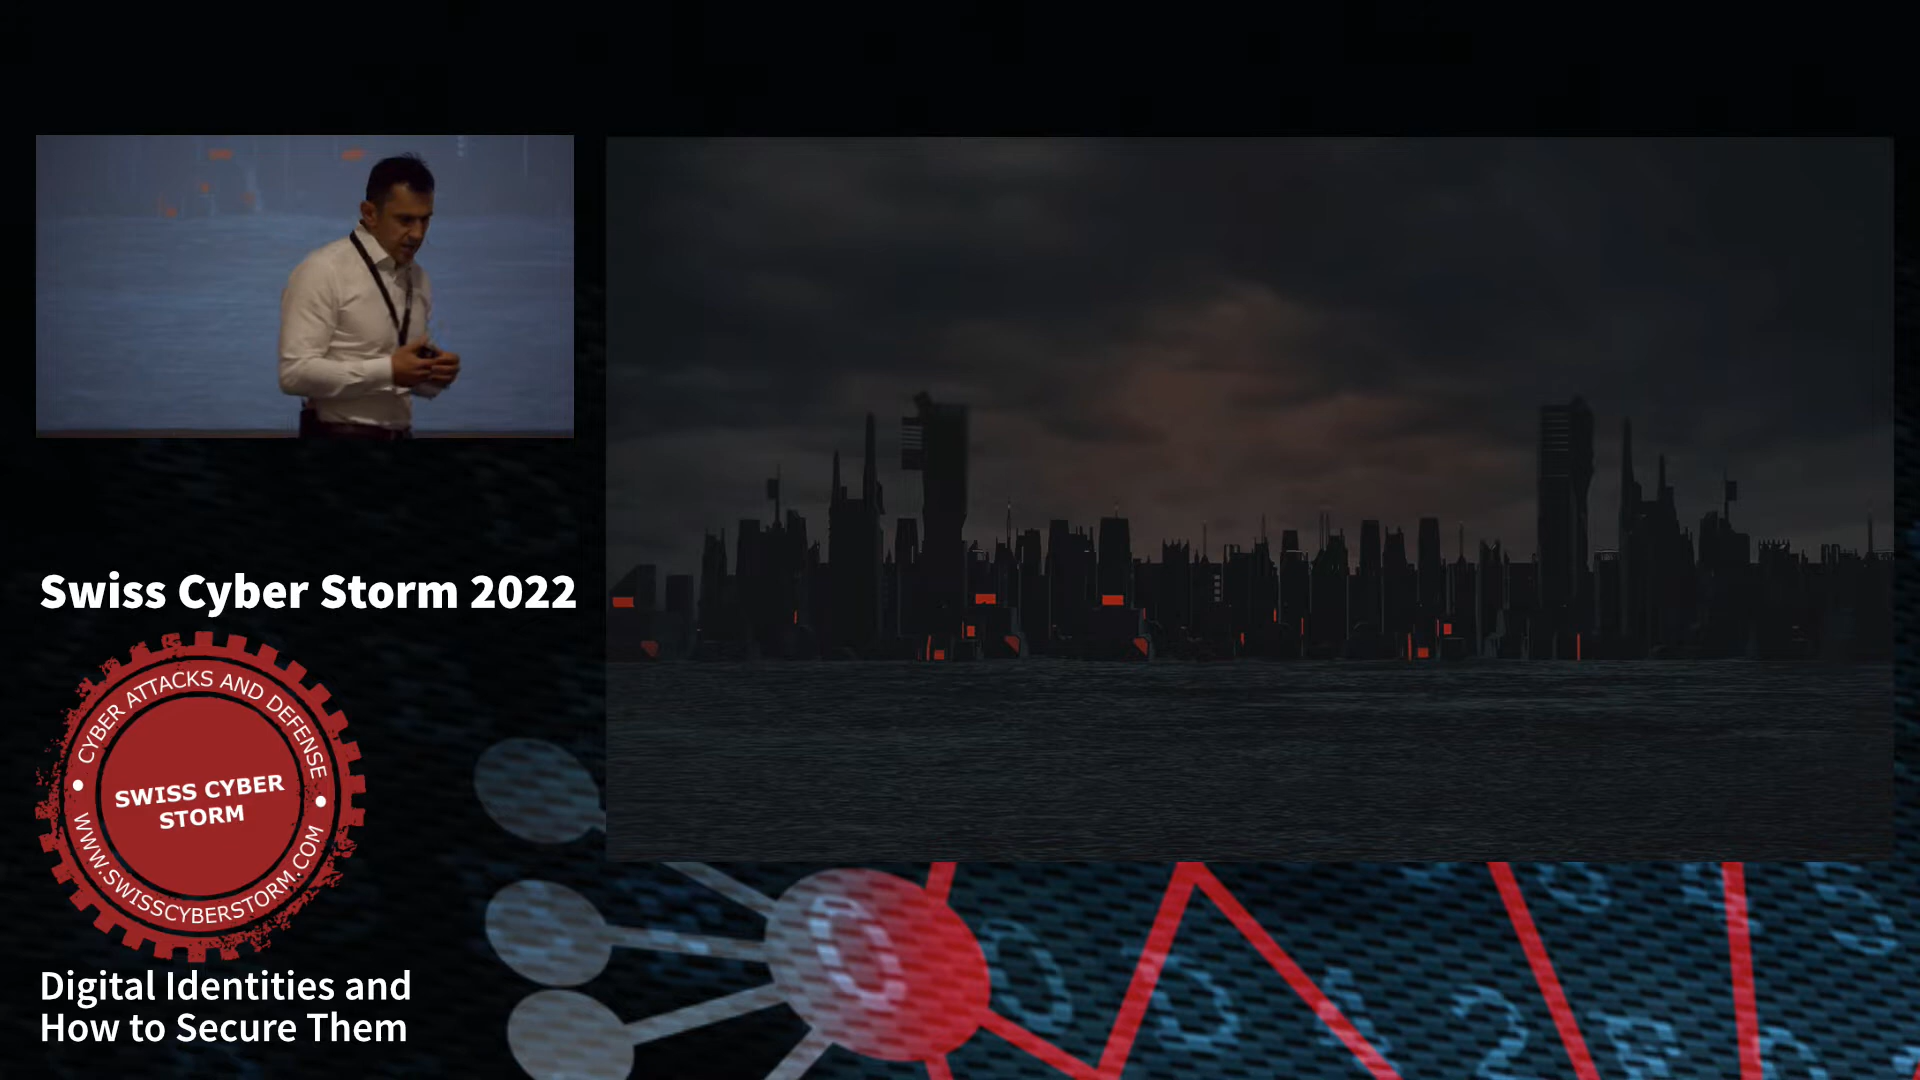 Swiss Cyber Storm 2022
CYBER ATTACKS AND DEFENSE
SWISS CYBER
STORM
WWW.SWISSCYBERSTORM.COM
Digital Identities and
How to Secure Them